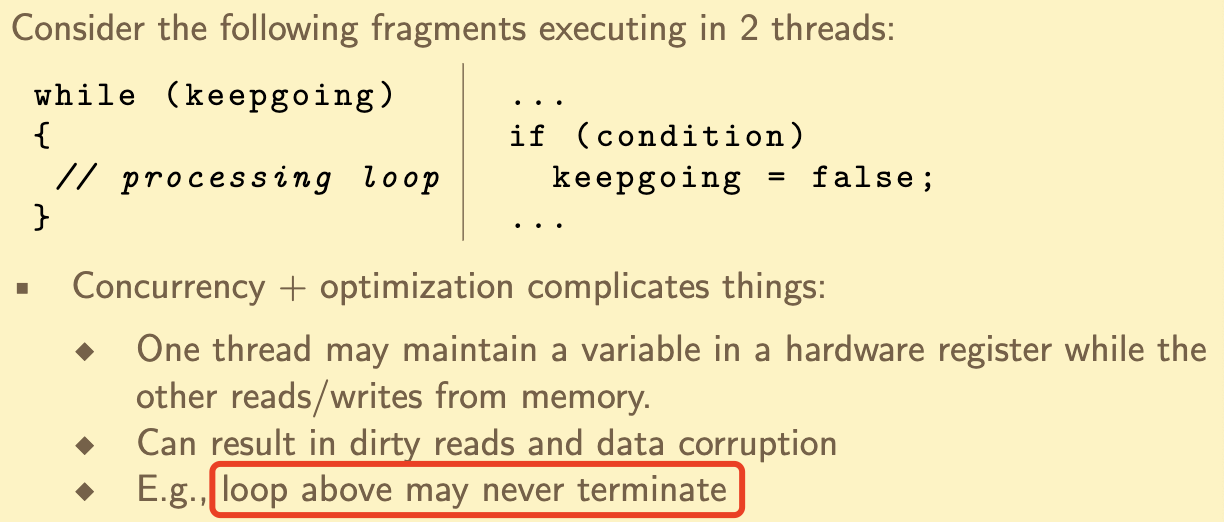 Consider the following fragments executing in 2 threads:
while (keepgoing)
{
// processing loop
}
...
if (condition)
keepgoing = false;
...
▪ Concurrency + optimization complicates things:
◆ One thread may maintain a variable in a hardware register while the
other reads/writes from memory.
◆ Can result in dirty reads and data corruption
◆ E.g., loop above may never terminate